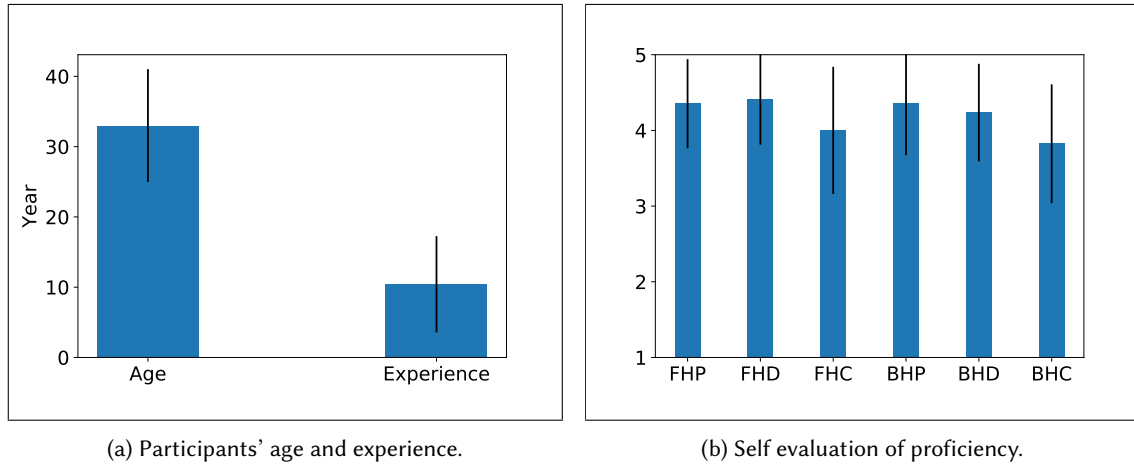 40
30
20
10
0
Year
Age Experience
(a) Participants’ age and experience.
5
4
3
2
1
FHP FHD FHC BHP BHD BHC
(b) Self evaluation of proficiency.